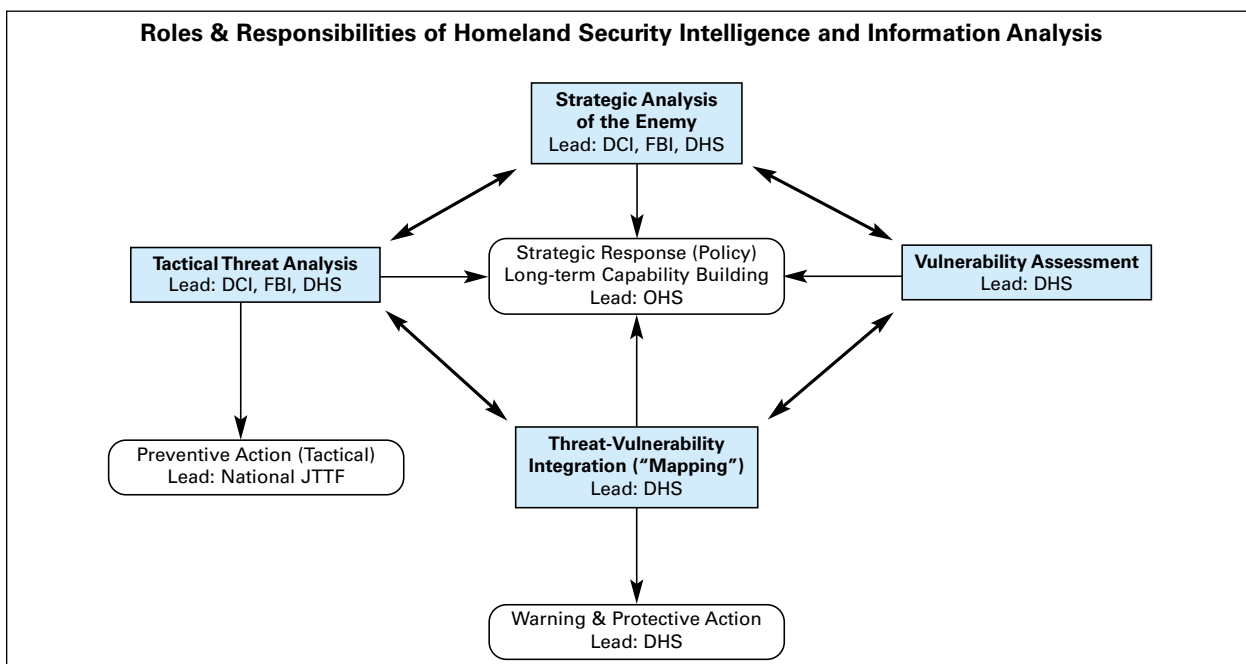 Roles & Responsibilities of Homeland Security Intelligence and Information Analysis
Strategic Analysis
of the Enemy
Lead: DCI, FBI, DHS
Tactical Threat Analysis
Lead: DCI, FBI, DHS
Strategic Response (Policy)
Long-term Capability Building
Lead: OHS
Vulnerability Assessment
Lead: DHS
Preventive Action (Tactical)
Lead: National JTTF
Threat-Vulnerability
Integration (“Mapping”)
Lead: DHS
Warning & Protective Action
Lead: DHS